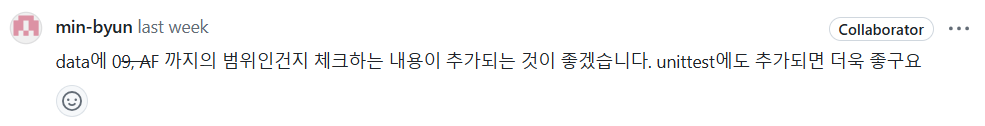 min-byun last week
Collaborator
data에 09, AF 까지의 범위인건지 체크하는 내용이 추가되는 것이 좋겠습니다. unittest에도 추가되면 더욱 좋구요